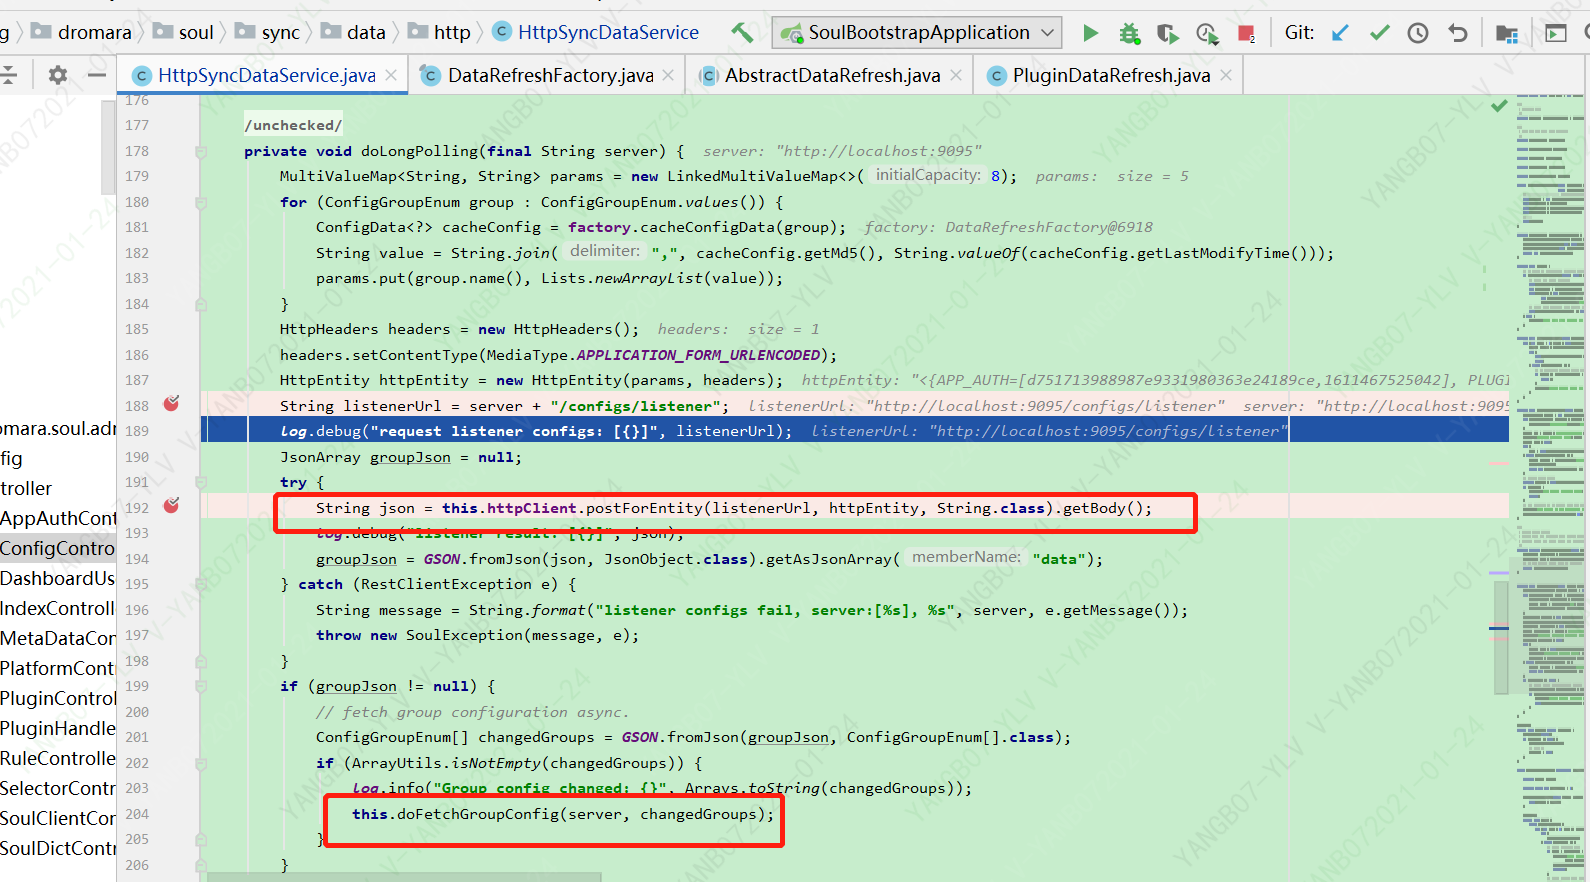 g dromara soul sync data http HttpSyncDataService SoulBootstrapApplication 2 Git:
HttpSyncDataService.java DataRefreshFactory.java AbstractDataRefresh.java PluginDataRefresh.java
176
177 /unchecked/
178 private void doLongPolling(final String server) { server: "http://localhost:9095"
179 MultiValueMap<String, String> params = new LinkedMultiValueMap<>( initialCapacity: 8); params: size = 5
180 for (ConfigGroupEnum group : ConfigGroupEnum.values()) {
181 ConfigData<?> cacheConfig = factory.cacheConfigData(group); factory: DataRefreshFactory@6918
182 String value = String.join( delimiter: ",", cacheConfig.getMd5(), String.valueOf(cacheConfig.getLastModifyTime()));
183 params.put(group.name(), Lists.newArrayList(value));
184 }
185 HttpHeaders headers = new HttpHeaders(); headers: size = 1
186 headers.setContentType(MediaType.APPLICATION_FORM_URLENCODED);
187 HttpEntity httpEntity = new HttpEntity(params, headers); httpEntity: "<{APP_AUTH=[d751713988987e9331980363e24189ce,1611467525042], PLUGI
188 String listenerUrl = server + "/configs/listener"; listenerUrl: "http://localhost:9095/configs/listener" server: "http://localhost:9095
189 log.debug("request listener configs: [{}]", listenerUrl); listenerUrl: "http://localhost:9095/configs/listener"
190 JsonArray groupJson = null;
191 try {
192 String json = this.httpClient.postForEntity(listenerUrl, httpEntity, String.class).getBody();
193 log.debug("listener result: [{}]", json);
194 groupJson = GSON.fromJson(json, JsonObject.class).getAsJsonArray( memberName: "data");
195 } catch (RestClientException e) {
196 String message = String.format("listener configs fail, server:[%s], %s", server, e.getMessage());
197 throw new SoulException(message, e);
198 }
199 if (groupJson != null) {
200 // fetch group configuration async.
201 ConfigGroupEnum[] changedGroups = GSON.fromJson(groupJson, ConfigGroupEnum[].class);
202 if (ArrayUtils.isNotEmpty(changedGroups)) {
203 log.info("Group config changed: {}", Arrays.toString(changedGroups));
204 this.doFetchGroupConfig(server, changedGroups);
205 }
206 }
omara.soul.adr
fig
troller
AppAuthCont
ConfigContro
DashboardUs
IndexControll
MetaDataCon
PlatformCont
PluginControl
PluginHandle
RuleControlle
SelectorContr
SoulClientCor
SoulDictContr